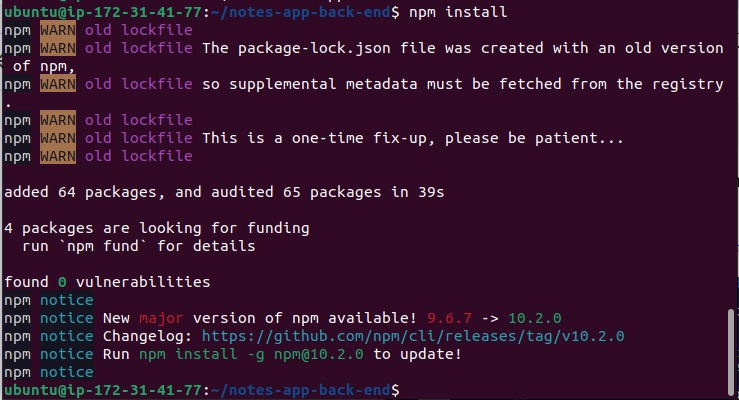 ubuntu@ip-172-31-41-77:~/notes-app-back-end$ npm install
npm WARN old lockfile
npm WARN old lockfile The package-lock.json file was created with an old version
 of npm,
npm WARN old lockfile so supplemental metadata must be fetched from the registry
.
npm WARN old lockfile
npm WARN old lockfile This is a one-time fix-up, please be patient...
npm WARN old lockfile
added 64 packages, and audited 65 packages in 39s
4 packages are looking for funding
  run `npm fund` for details
found 0 vulnerabilities
npm notice
npm notice New major version of npm available! 9.6.7 -> 10.2.0
npm notice Changelog: https://github.com/npm/cli/releases/tag/v10.2.0
npm notice Run npm install -g npm@10.2.0 to update!
npm notice
ubuntu@ip-172-31-41-77:~/notes-app-back-end$